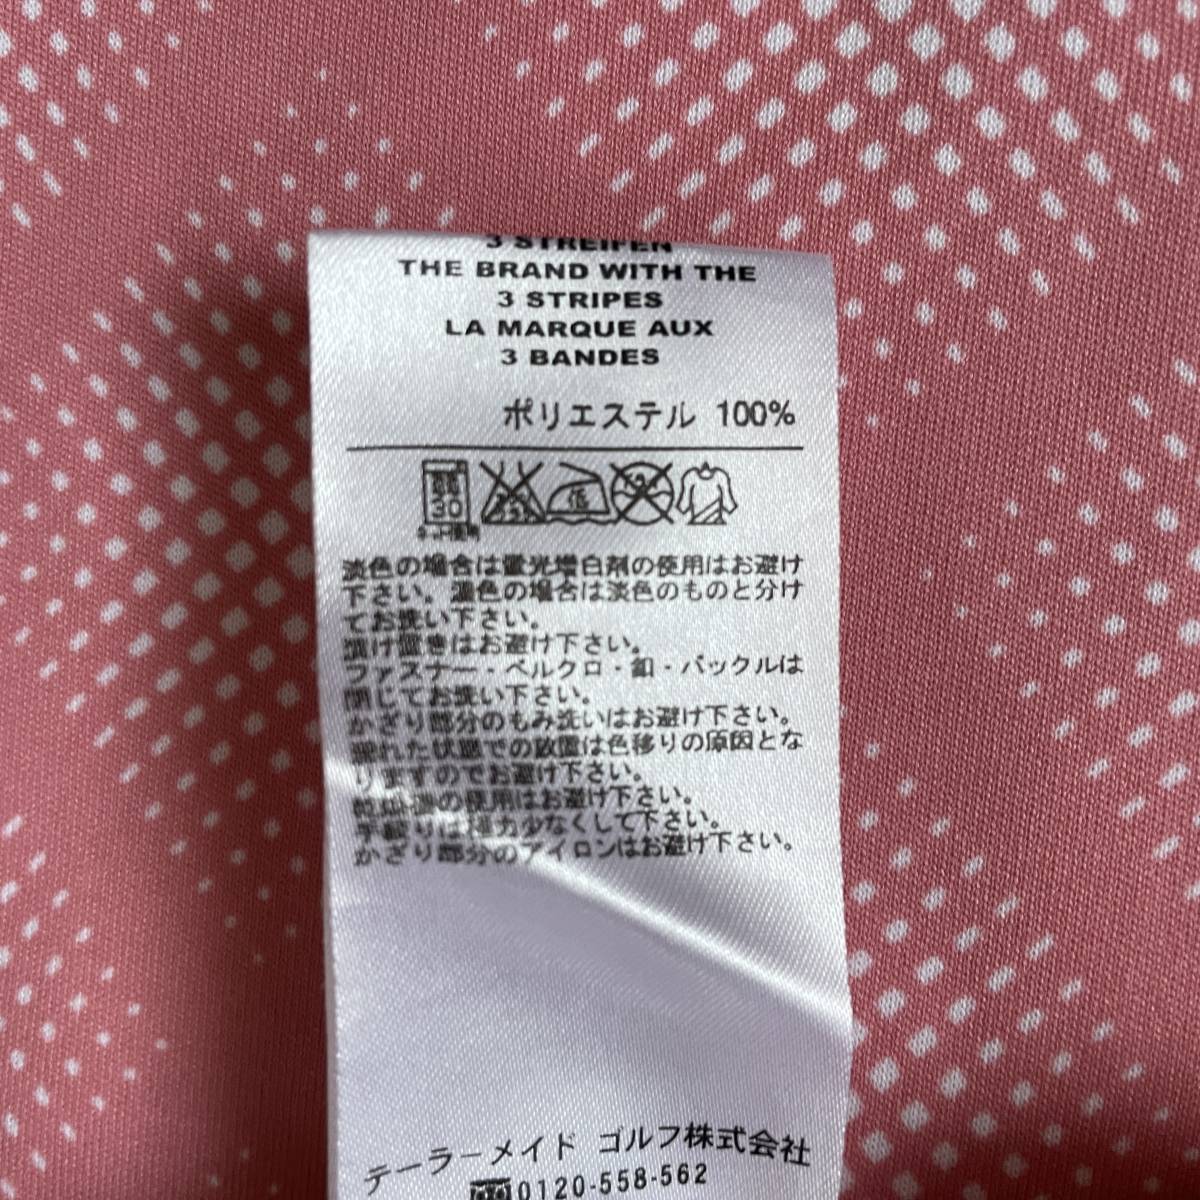 3 STREIFEN
THE BRAND WITH THE
3 STRIPES
LA MARQUE AUX
3 BANDES
ポリエステル 100%
30 低
ネット使用
淡色の場合は蛍光増白剤の使用はお避け
下さい。濃色の場合は淡色のものと分け
てお洗い下さい。
漬け置きはお避け下さい。
ファスナー・ベルクロ・釦・バックルは
閉じてお洗い下さい。
かざり部分のもみ洗いはお避け下さい。
濡れた状態での放置は色移りの原因とな
りますのでお避け下さい。
乾燥機の使用はお避け下さい。
手絞りは極力少なくして下さい。
かざり部分のアイロンはお避け下さい。
テーラーメイド ゴルフ株式会社
0120-558-562